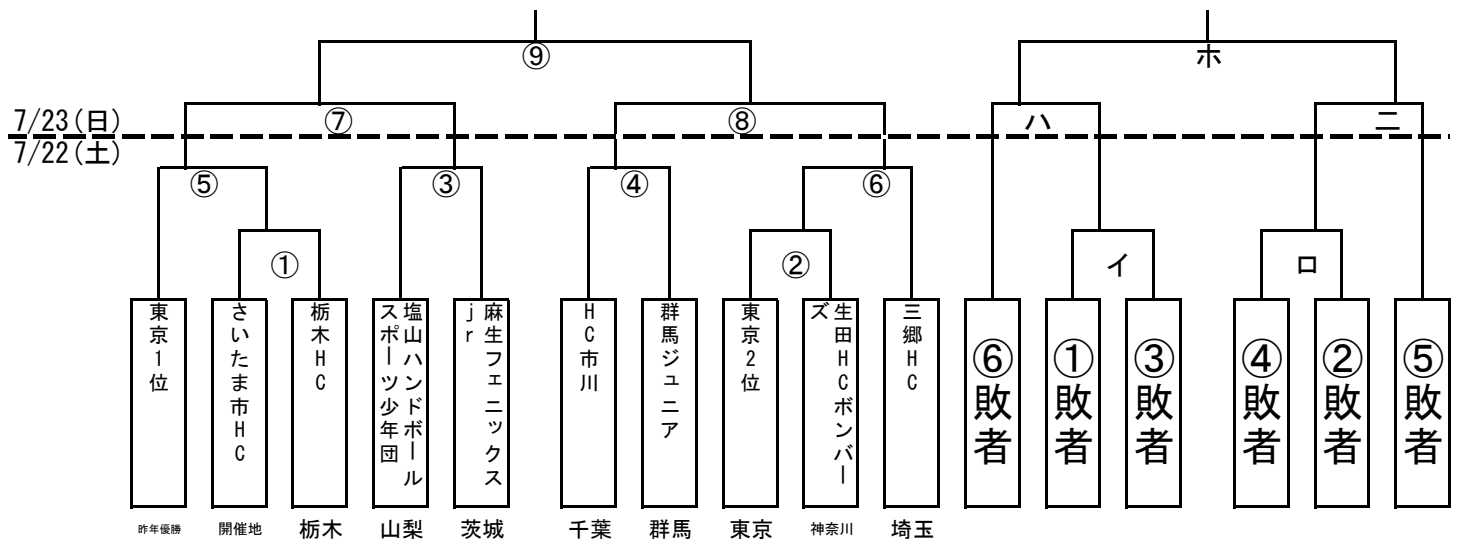 ⑨
ホ
7/23(日)
⑦
⑧
ハ
ニ
7/22(土)
⑤
③
④
⑥
①
②
イ
ロ
東京1位
さいたま市HC
栃木HC
塩山ハンドボール
スポーツ少年団
麻生フェニックス
jr
HC市川
群馬ジュニア
東京2位
生田HCボンバー
ズ
三郷HC
⑥敗者
①敗者
③敗者
④敗者
②敗者
⑤敗者
昨年優勝
開催地
栃木
山梨
茨城
千葉
群馬
東京
神奈川
埼玉